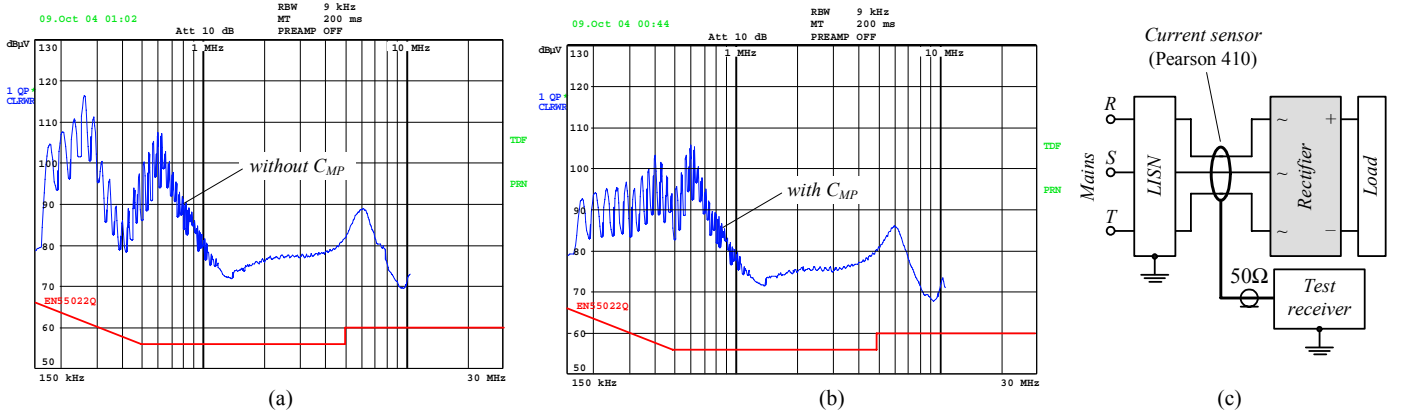 09.Oct 04 01:02
RBW 9 kHz
MT 200 ms
Att 10 dB PREAMP OFF
dBµV
130
1 MHz
10 MHz
1 QP*
CLRWR
120
110
100
90
80
70
60
50
TDF
PRN
without C_MP
EN55022Q
150 kHz
30 MHz
(a)
09.Oct 04 00:44
RBW 9 kHz
MT 200 ms
Att 10 dB PREAMP OFF
dBµV
130
1 MHz
10 MHz
1 QP*
CLRWR
120
110
100
90
80
70
60
50
TDF
PRN
with C_MP
EN55022Q
150 kHz
30 MHz
(b)
Current sensor
(Pearson 410)
R
S
T
Mains
LISN
~
~
~
Rectifier
+
−
Load
50Ω
Test
receiver
(c)